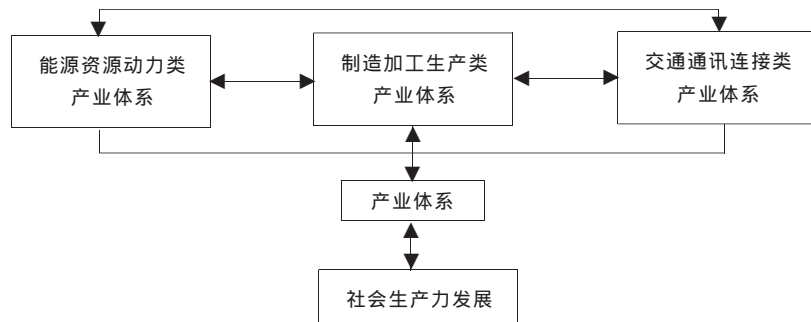 能源资源动力类
产业体系
制造加工生产类
产业体系
交通通讯连接类
产业体系
产业体系
社会生产力发展